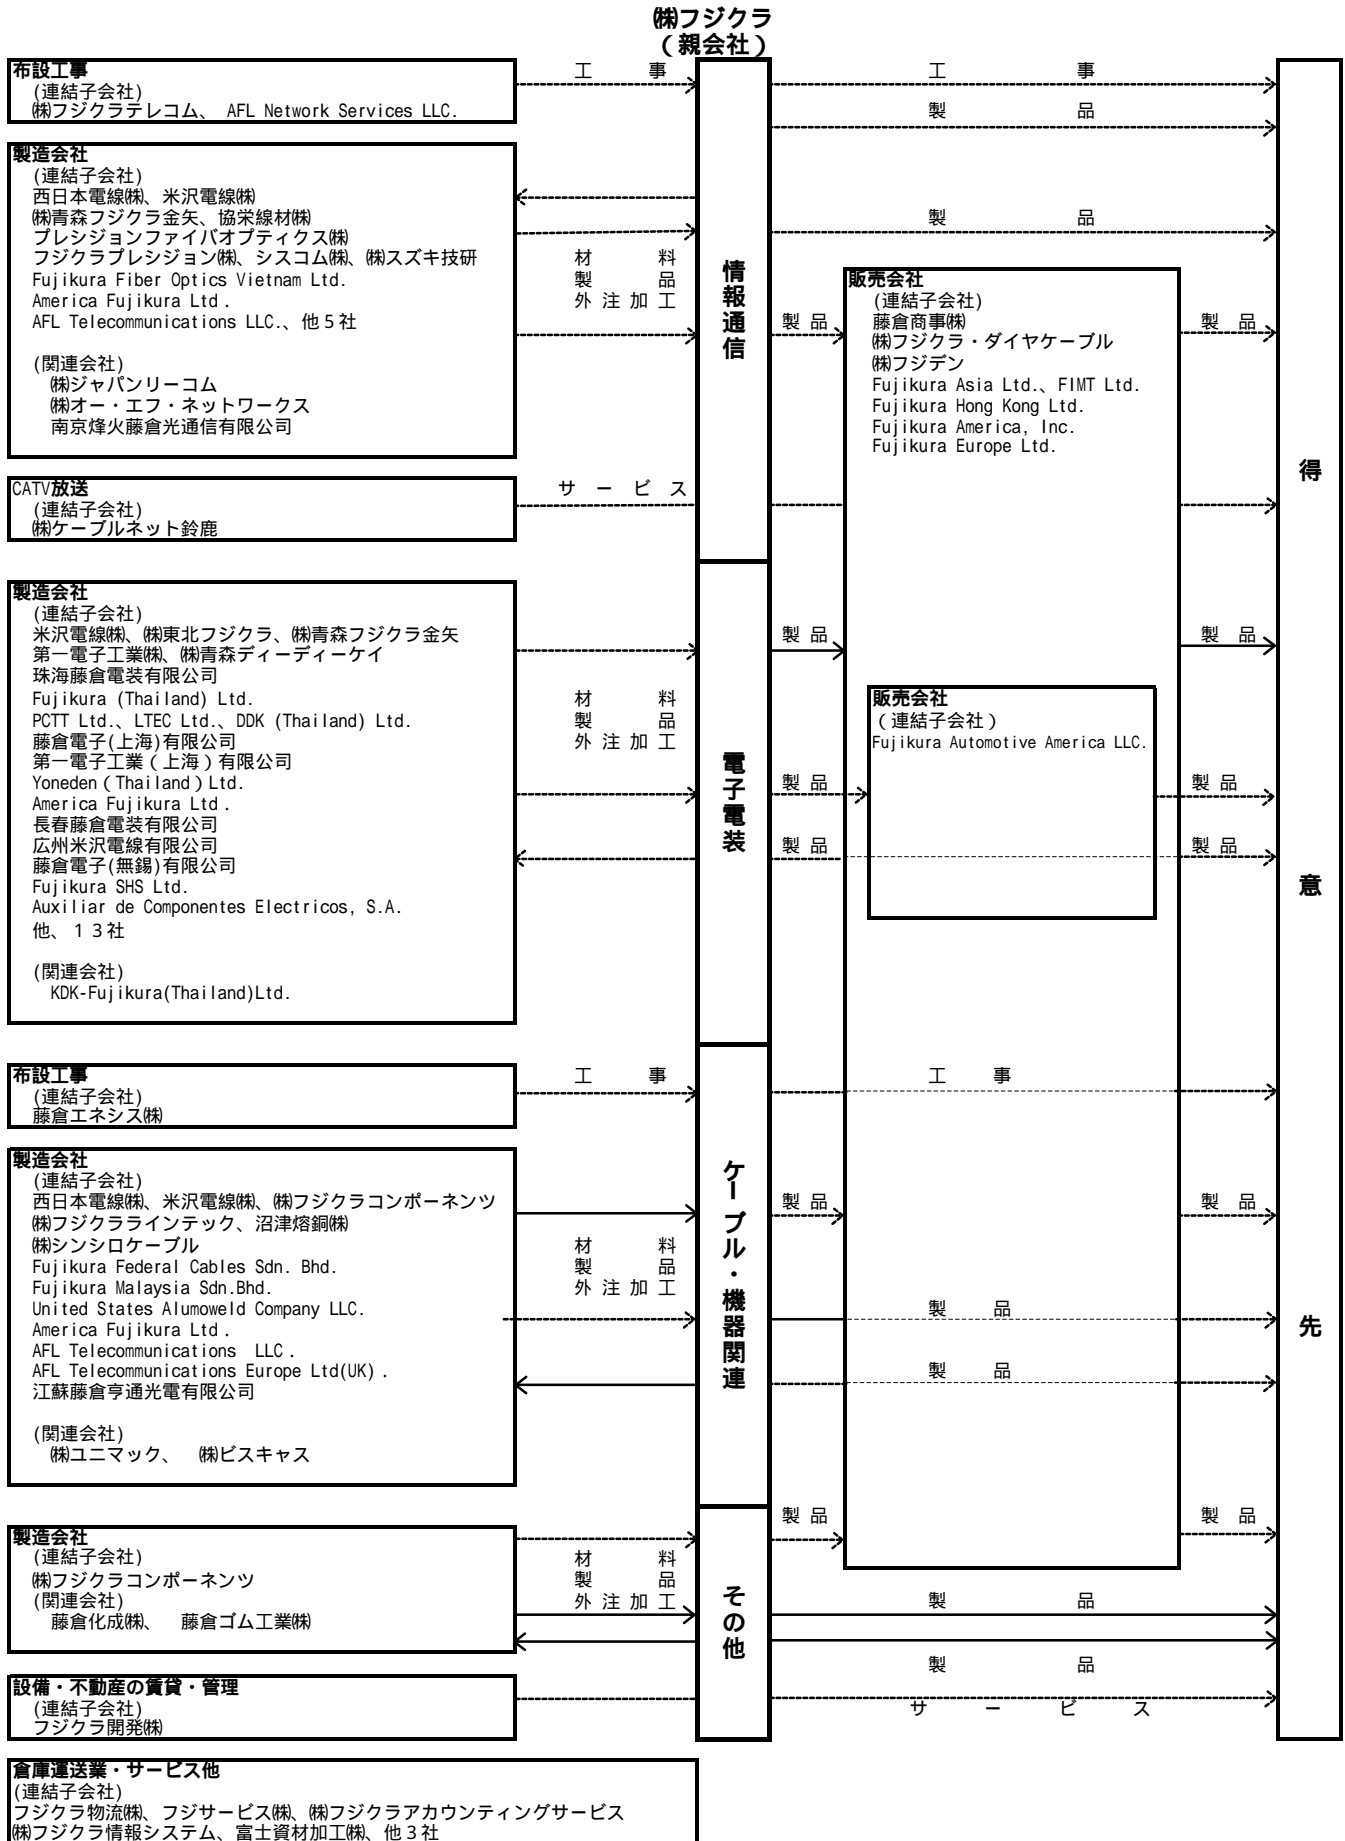 ㈱フジクラ
（親会社）
布設工事
(連結子会社)
㈱フジクラテレコム、 AFL Network Services LLC.
工 事
工 事
製 品
製造会社
(連結子会社)
西日本電線㈱、米沢電線㈱
㈱青森フジクラ金矢、協栄線材㈱
プレシジョンファイバオプティクス㈱
フジクラプレシジョン㈱、シスコム㈱、㈱スズキ技研
Fujikura Fiber Optics Vietnam Ltd.
America Fujikura Ltd.
AFL Telecommunications LLC.、他５社
(関連会社)
㈱ジャパンリーコム
㈱オー・エフ・ネットワークス
南京烽火藤倉光通信有限公司
材 料
製 品
外 注 加 工
情報通信
製 品
製 品
販売会社
(連結子会社)
藤倉商事㈱
㈱フジクラ・ダイヤケーブル
㈱フジデン
Fujikura Asia Ltd.、FIMT Ltd.
Fujikura Hong Kong Ltd.
Fujikura America, Inc.
Fujikura Europe Ltd.
製 品
得意先
CATV放送
(連結子会社)
㈱ケーブルネット鈴鹿
サ ー ビ ス
製造会社
(連結子会社)
米沢電線㈱、㈱東北フジクラ、㈱青森フジクラ金矢
第一電子工業㈱、㈱青森ディーディーケイ
珠海藤倉電装有限公司
Fujikura (Thailand) Ltd.
PCTT Ltd.、LTEC Ltd.、DDK (Thailand) Ltd.
藤倉電子(上海)有限公司
第一電子工業（上海）有限公司
Yoneden（Thailand）Ltd.
America Fujikura Ltd.
長春藤倉電装有限公司
広州米沢電線有限公司
藤倉電子(無錫)有限公司
Fujikura SHS Ltd.
Auxiliar de Componentes Electricos, S.A.
他、１３社
(関連会社)
KDK-Fujikura(Thailand)Ltd.
材 料
製 品
外 注 加 工
電子電装
製 品
製 品
販売会社
（連結子会社）
Fujikura Automotive America LLC.
製 品
製 品
製 品
製 品
布設工事
(連結子会社)
藤倉エネシス㈱
工 事
工 事
製造会社
(連結子会社)
西日本電線㈱、米沢電線㈱、㈱フジクラコンポーネンツ
㈱フジクララインテック、沼津熔銅㈱
㈱シンシロケーブル
Fujikura Federal Cables Sdn. Bhd.
Fujikura Malaysia Sdn.Bhd.
United States Alumoweld Company LLC.
America Fujikura Ltd.
AFL Telecommunications LLC.
AFL Telecommunications Europe Ltd(UK).
江蘇藤倉亨通光電有限公司
(関連会社)
㈱ユニマック、 ㈱ビスキャス
材 料
製 品
外 注 加 工
ケーブル・機器関連
製 品
製 品
製 品
製 品
製造会社
(連結子会社)
㈱フジクラコンポーネンツ
(関連会社)
藤倉化成㈱、 藤倉ゴム工業㈱
材 料
製 品
外 注 加 工
その他
製 品
製 品
製 品
製 品
設備・不動産の賃貸・管理
(連結子会社)
フジクラ開発㈱
サ ー ビ ス
倉庫運送業・サービス他
(連結子会社)
フジクラ物流㈱、フジサービス㈱、㈱フジクラアカウンティングサービス
㈱フジクラ情報システム、富士資材加工㈱、他３社